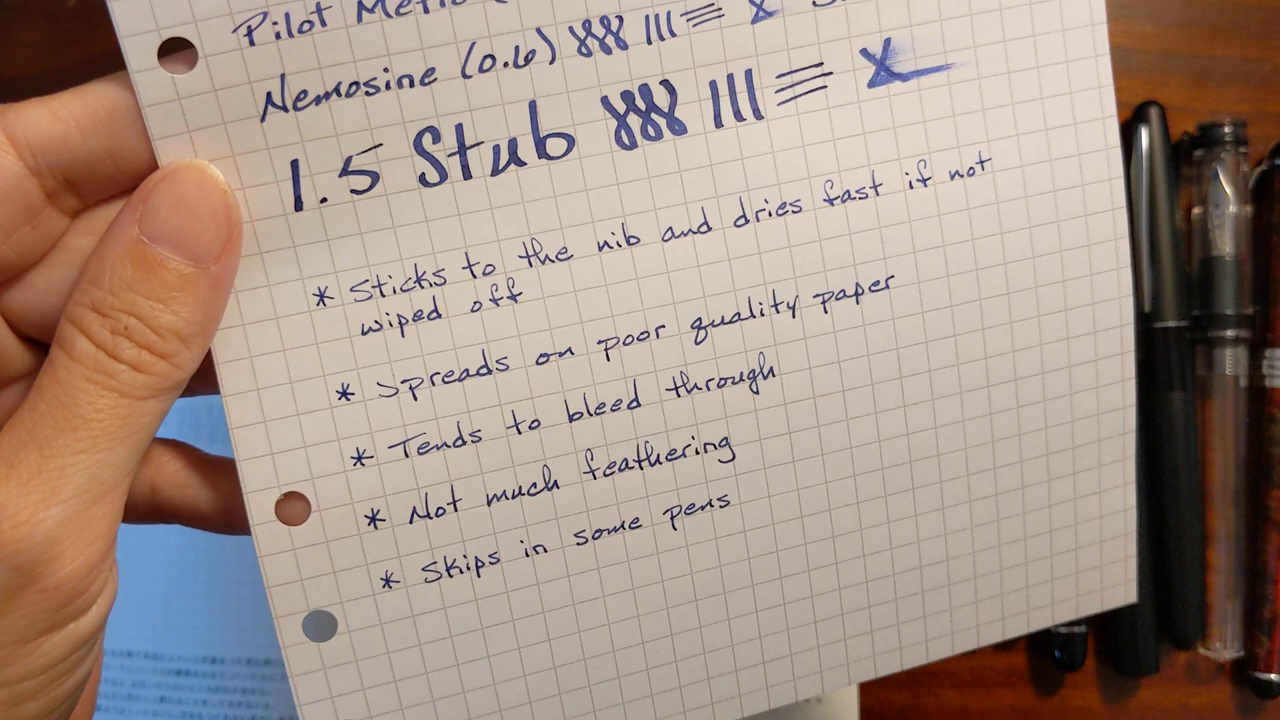 Pilot
Nemosine (0.6)
1.5 Stub
* Sticks to the nib and dries fast if not
wiped off
* Spreads on poor quality paper
* Tends to bleed through
* Not much feathering
* Skips in some pens